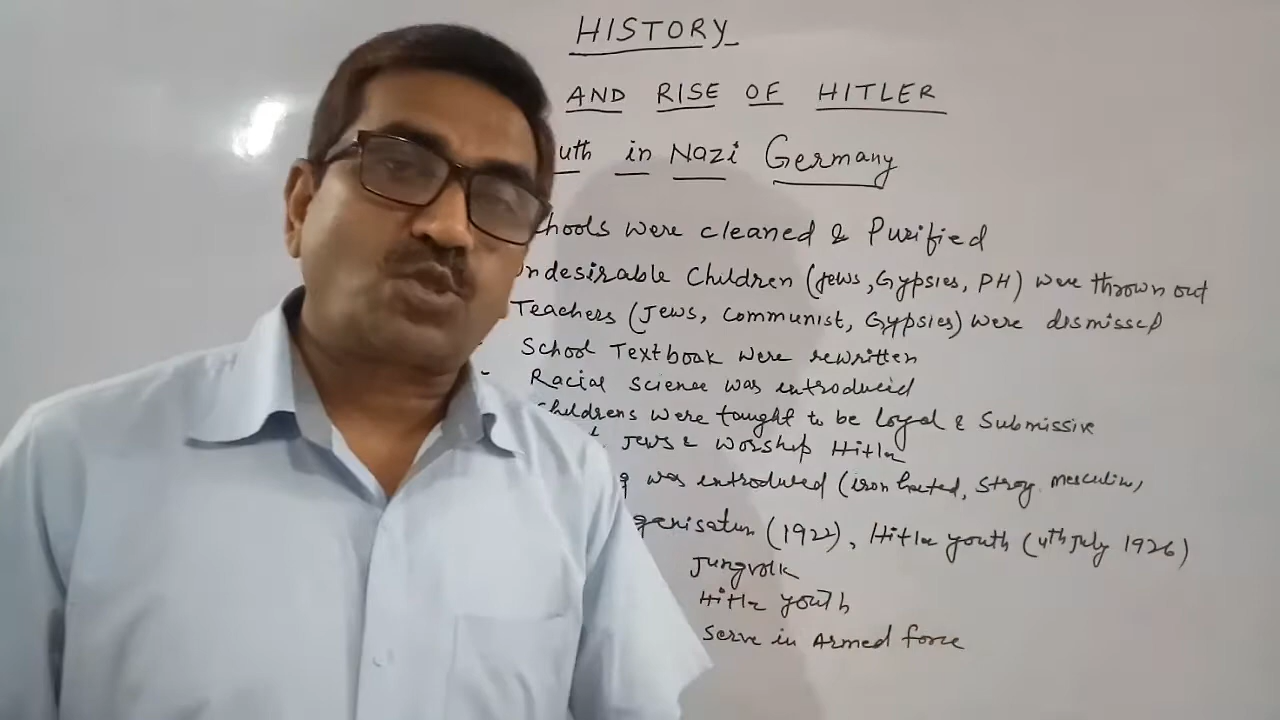 HISTORY
AND RISE OF HITLER
uth in Nazi Germany
hools were cleaned & Purified
ndesirable Children (Jews, Gypsies, PH) were thrown out
Teachers (Jews, Communist, Gypsies) were dismissed
School Textbook were rewritten
Racial Science was introduced
Childrens were taught to be loyal & Submissive
Jews & worship Hitler
g was introduced (iron hearted, Strong, masculine,
genisation (1922), Hitler youth (4th July 1926)
Jungvolk
Hitler youth
Serve in Armed force